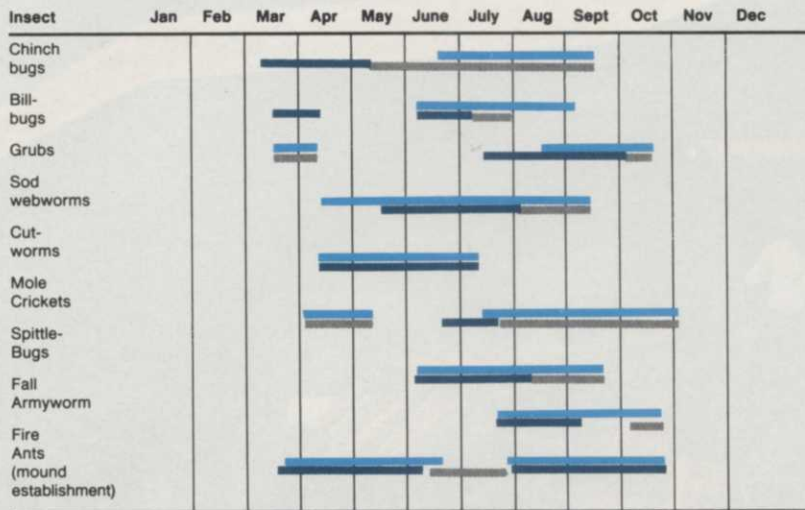 Insect Jan Feb Mar Apr May June July Aug Sept Oct Nov Dec
Chinch
bugs
Bill-
bugs
Grubs
Sod
webworms
Cut-
worms
Mole
Crickets
Spittle-
Bugs
Fall
Armyworm
Fire
Ants
(mound
establishment)